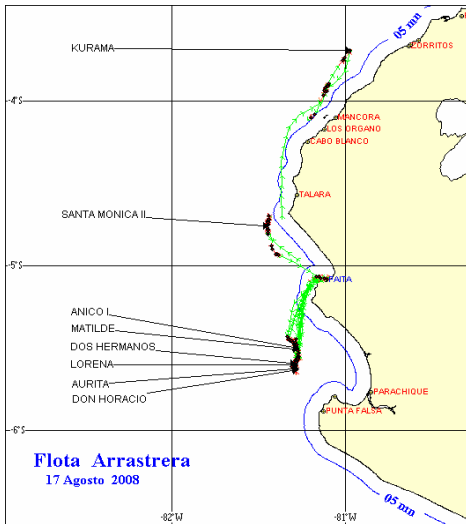 05 mn
KURAMA
ZORRITOS
-4°S
MANCORA
LOS ORGANO
CABO BLANCO
TALARA
SANTA MONICA II
-5°S
PAITA
ANICO I
MATILDE
DOS HERMANOS
LORENA
AURITA
DON HORACIO
PARACHIQUE
PUNTA FALSA
-6°S
Flota Arrastrera
17 Agosto 2008
05 mn
-82°W
-81°W